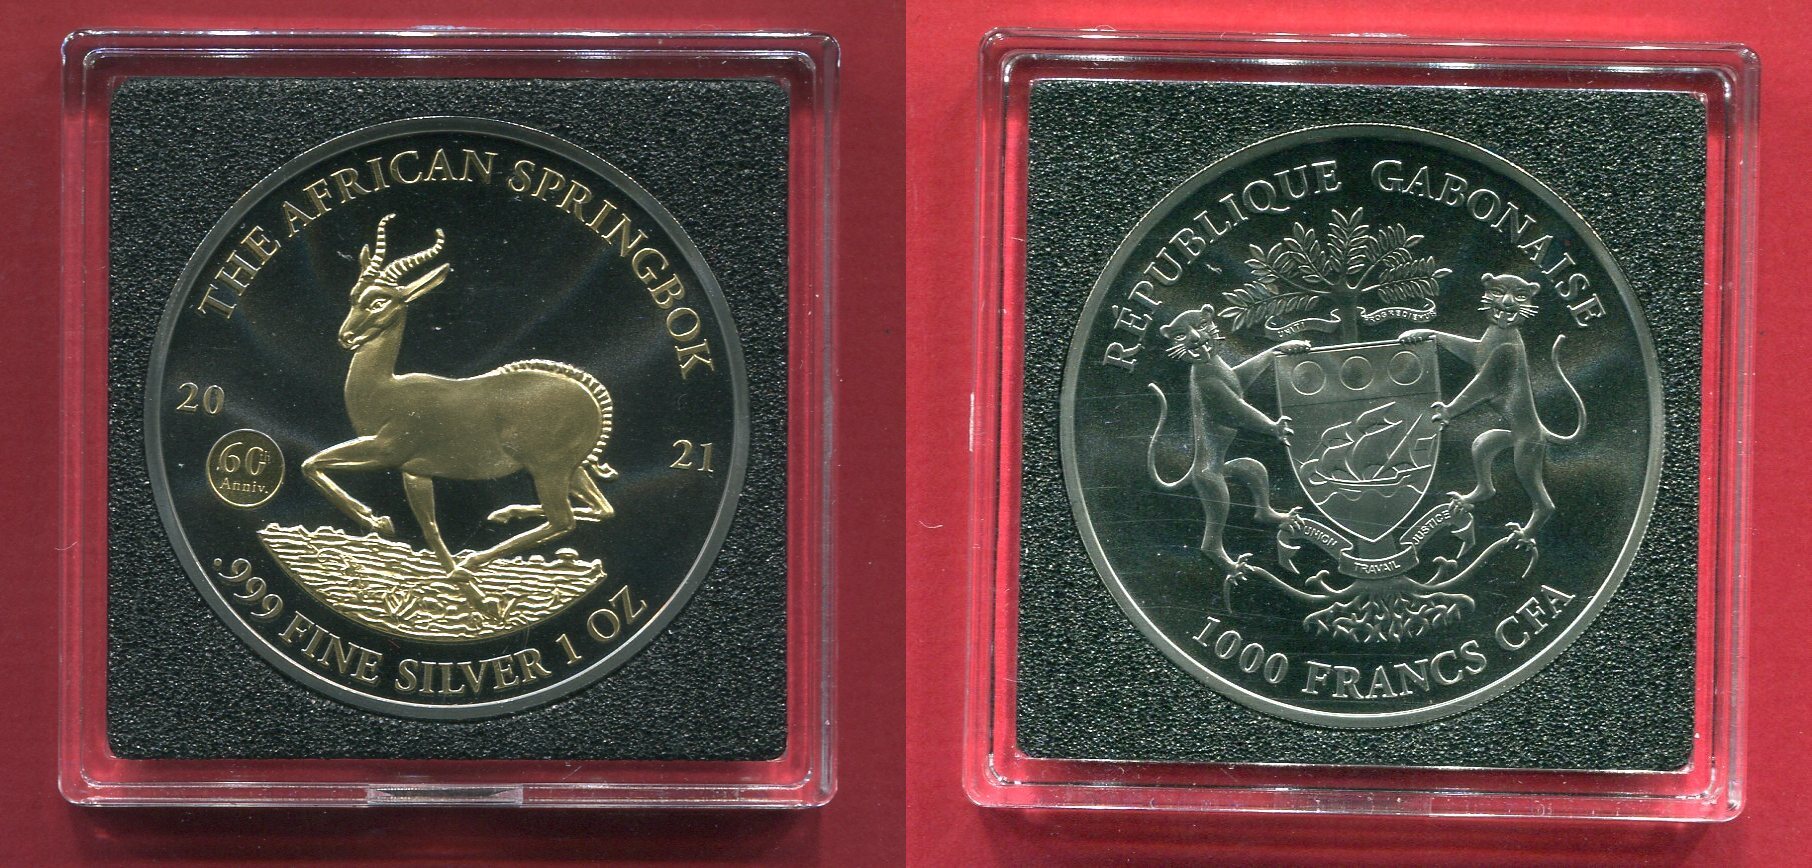 THE AFRICAN SPRINGBOK
20 21
60th
Anniv.
.999 FINE SILVER 1 OZ
RÉPUBLIQUE GABONAISE
UNION TRAVAIL JUSTICE
1000 FRANCS CFA